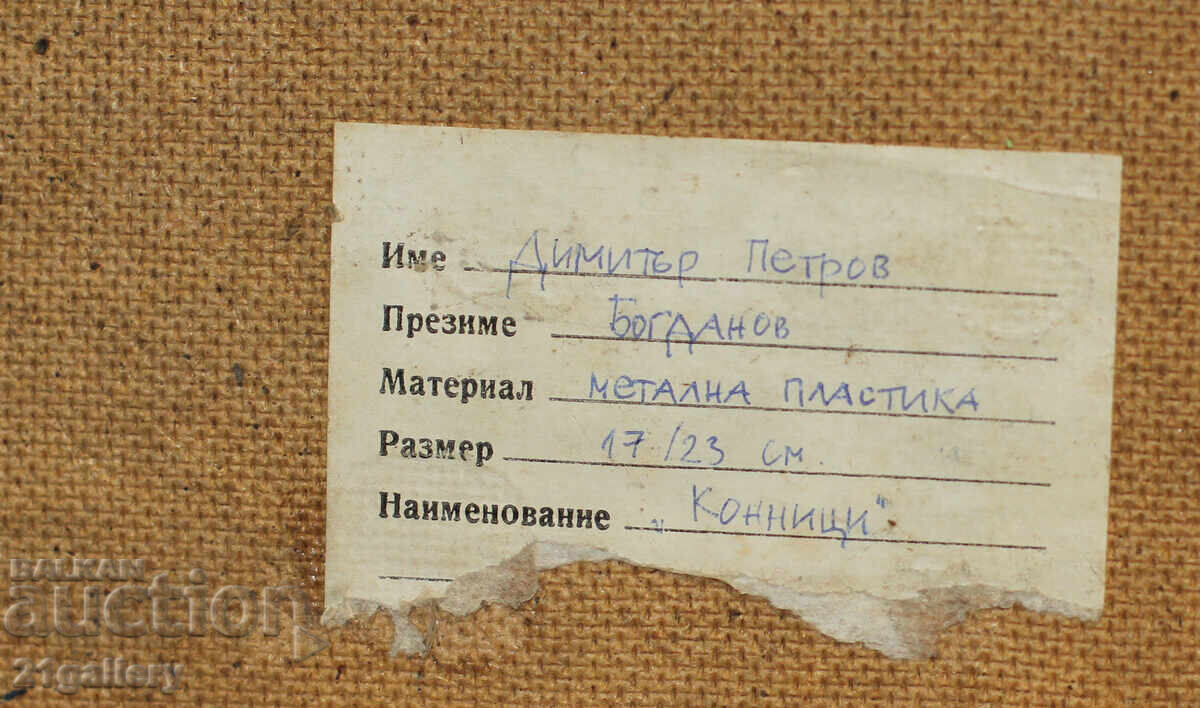 Име Димитър Петров
Презиме Богданов
Материал метална пластика
Размер 17/23 см.
Наименование „Конници"
BALKAN
auction
21gallery